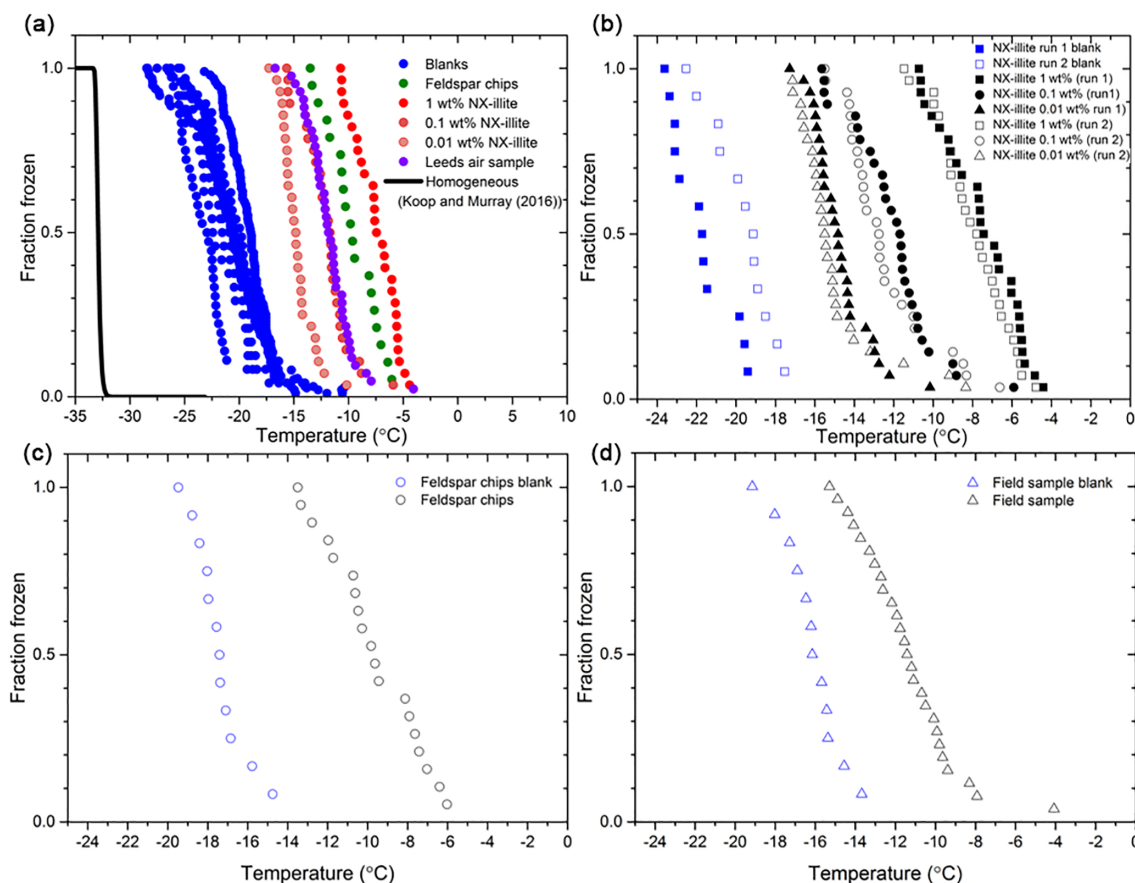 (a)
Fraction frozen
1.0
0.5
0.0
-35 -30 -25 -20 -15 -10 -5 0 5 10
Temperature (°C)
Blanks
Feldspar chips
1 wt% NX-illite
0.1 wt% NX-illite
0.01 wt% NX-illite
Leeds air sample
Homogeneous
(Koop and Murray (2016))
(b)
Fraction frozen
1.0
0.5
0.0
-26 -24 -22 -20 -18 -16 -14 -12 -10 -8 -6 -4 -2 0
Temperature (°C)
NX-illite run 1 blank
NX-illite run 2 blank
NX-illite 1 wt% (run 1)
NX-illite 0.1 wt% (run1)
NX-illite 0.01 wt% run 1)
NX-illite 1 wt% (run 2)
NX-illite 0.1 wt% (run 2)
NX-illite 0.01 wt% (run 2)
(c)
Fraction frozen
1.0
0.5
0.0
-24 -22 -20 -18 -16 -14 -12 -10 -8 -6 -4 -2 0
Temperature (°C)
Feldspar chips blank
Feldspar chips
(d)
Fraction frozen
1.0
0.5
0.0
-26 -24 -22 -20 -18 -16 -14 -12 -10 -8 -6 -4 -2 0
Temperature (°C)
Field sample blank
Field sample